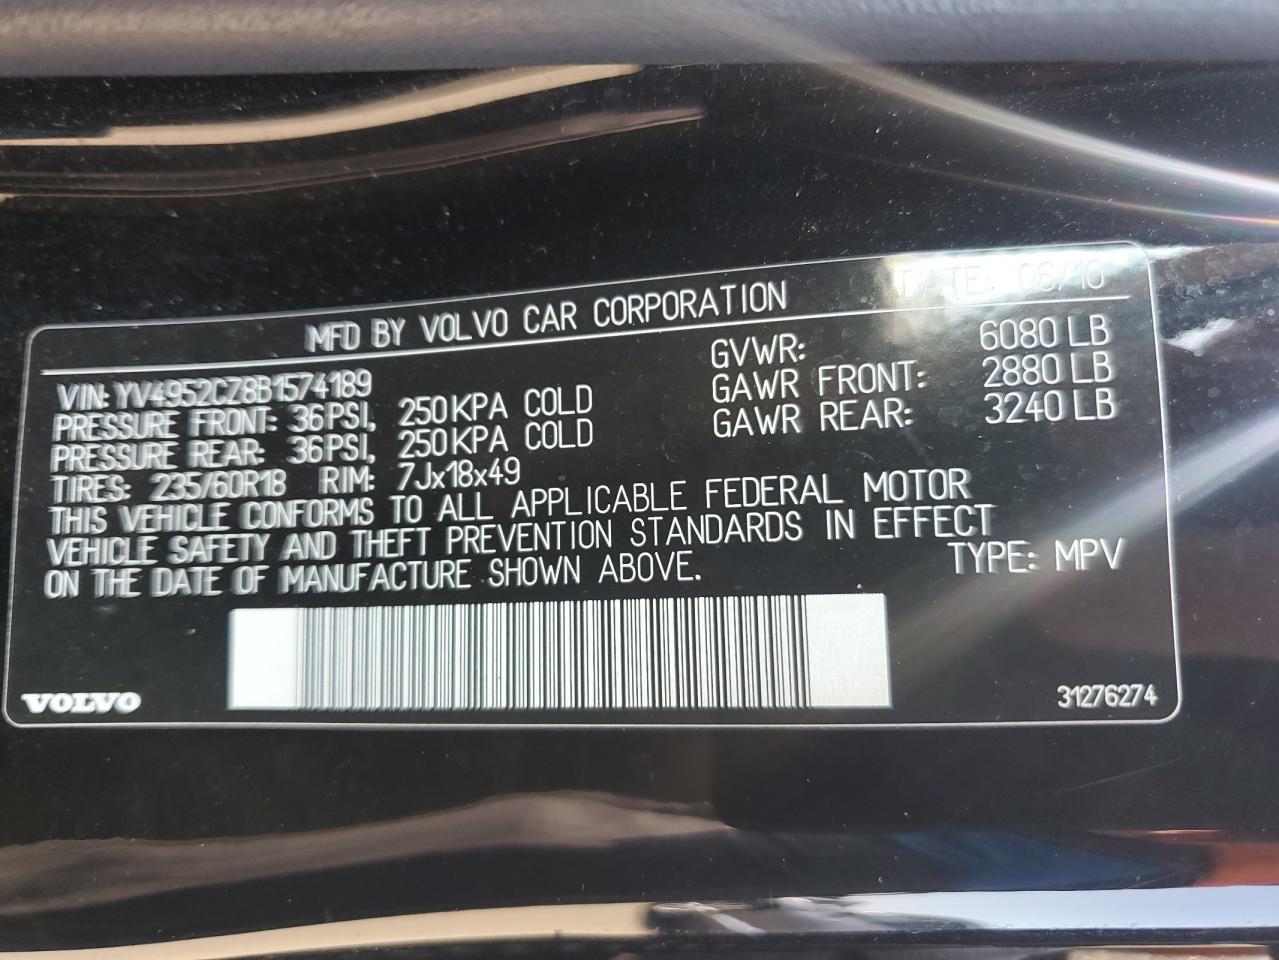 DATE: 06/10
MFD BY VOLVO CAR CORPORATION
VIN: YV4952CZ8B1574189
PRESSURE FRONT: 36PSI, 250KPA COLD
PRESSURE REAR: 36PSI, 250KPA COLD
TIRES: 235/60R18 RIM: 7Jx18x49
GVWR: 6080 LB
GAWR FRONT: 2880 LB
GAWR REAR: 3240 LB
THIS VEHICLE CONFORMS TO ALL APPLICABLE FEDERAL MOTOR
VEHICLE SAFETY AND THEFT PREVENTION STANDARDS IN EFFECT
ON THE DATE OF MANUFACTURE SHOWN ABOVE.
TYPE: MPV
VOLVO
31276274